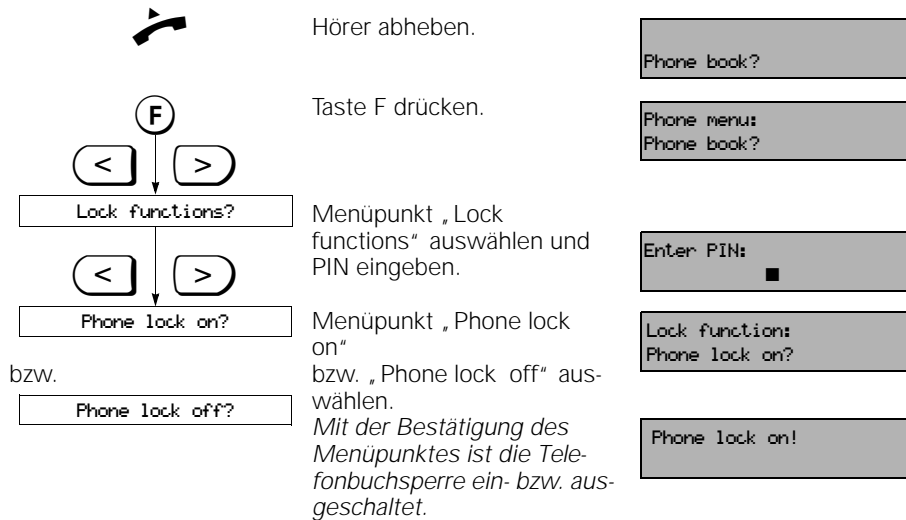 Hörer abheben.
Phone book?
F
Taste F drücken.
Phone menu:
Phone book?
< >
Lock functions?
Menüpunkt „Lock
functions“ auswählen und
PIN eingeben.
Enter PIN:
< >
Phone lock on?
Menüpunkt „Phone lock
on“
Lock function:
Phone lock on?
bzw.
bzw. „Phone lock off“ aus-
wählen.
Phone lock off?
Mit der Bestätigung des
Menüpunktes ist die Tele-
fonbuchsperre ein- bzw. aus-
geschaltet.
Phone lock on!